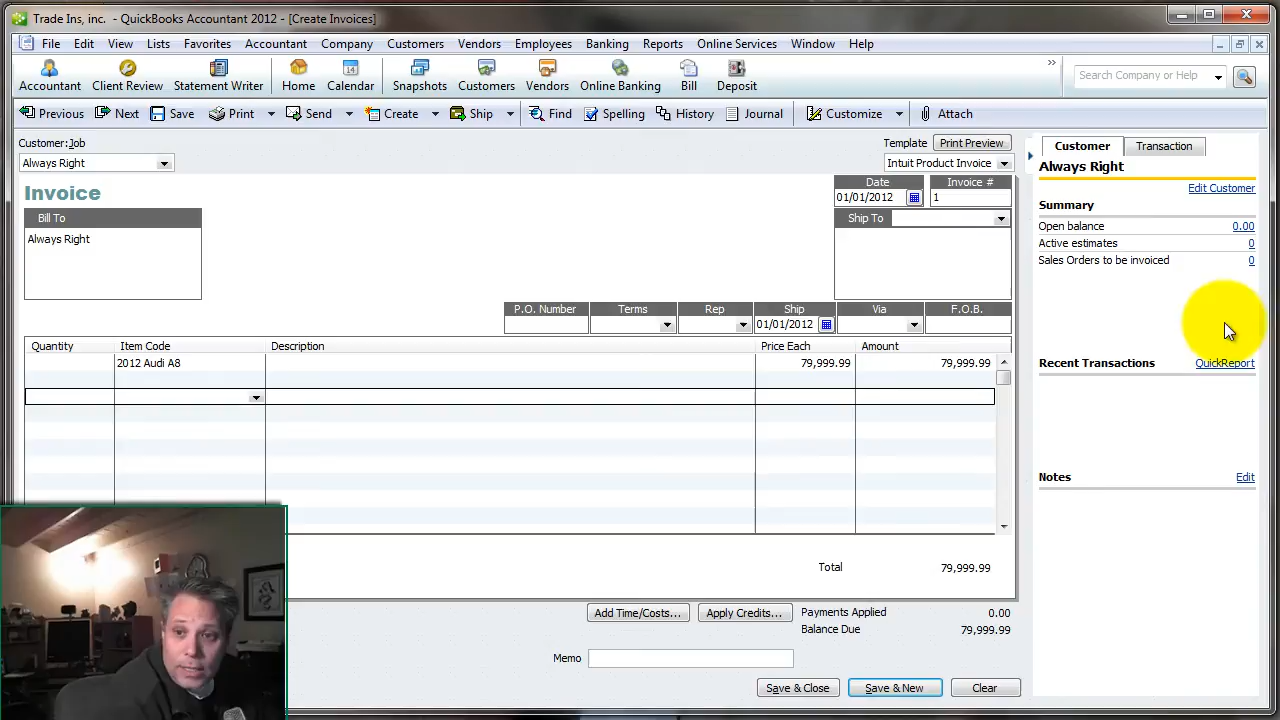 Trade Ins, inc. - QuickBooks Accountant 2012 - [Create Invoices]
File Edit View Lists Favorites Accountant Company Customers Vendors Employees Banking Reports Online Services Window Help
Accountant Client Review Statement Writer Home Calendar Snapshots Customers Vendors Online Banking Bill Deposit
Search Company or Help
Previous Next Save Print Send Create Ship Find Spelling History Journal Customize Attach
Customer:Job
Always Right
Template Print Preview
Intuit Product Invoice
Invoice
Date Invoice #
01/01/2012 1
Bill To
Always Right
Ship To
P.O. Number Terms Rep Ship Via F.O.B.
01/01/2012
Quantity Item Code Description Price Each Amount
2012 Audi A8 79,999.99 79,999.99
Total 79,999.99
Add Time/Costs... Apply Credits... Payments Applied 0.00
Balance Due 79,999.99
Memo
Save & Close Save & New Clear
Customer Transaction
Always Right
Edit Customer
Summary
Open balance 0.00
Active estimates 0
Sales Orders to be invoiced 0
Recent Transactions QuickReport
Notes Edit